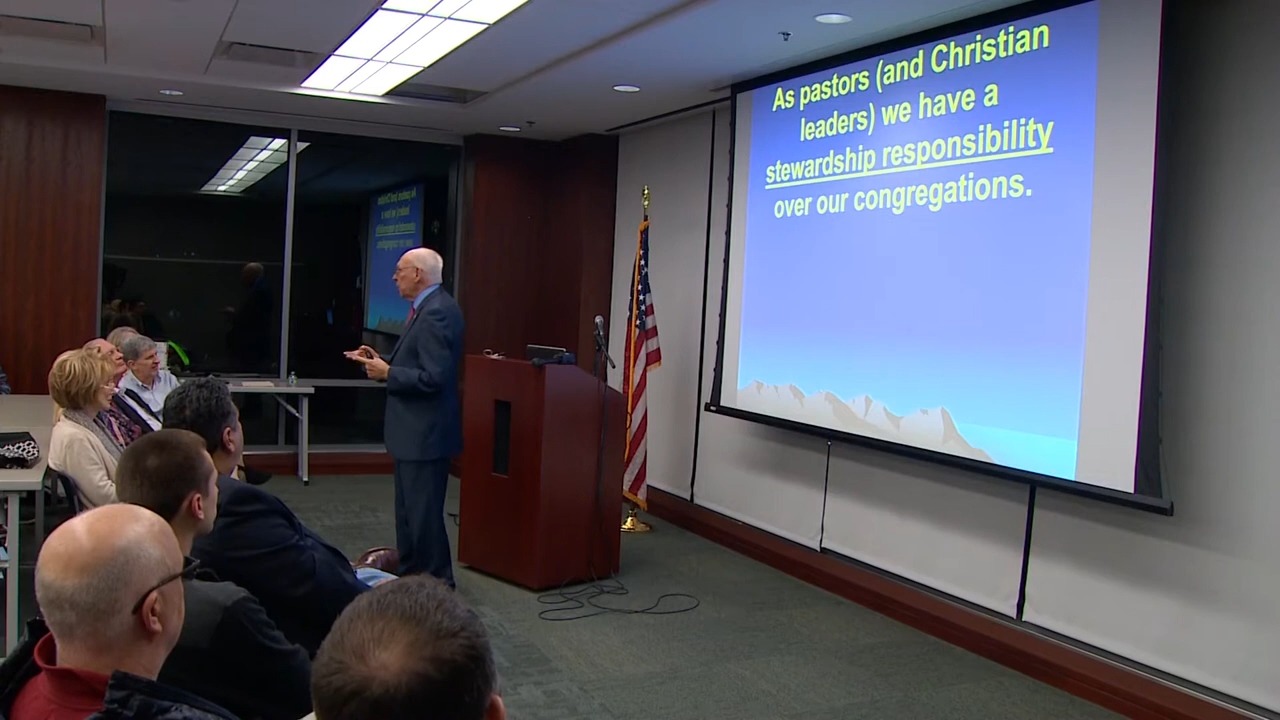 As pastors (and Christian
leaders) we have a
stewardship responsibility
over our congregations.